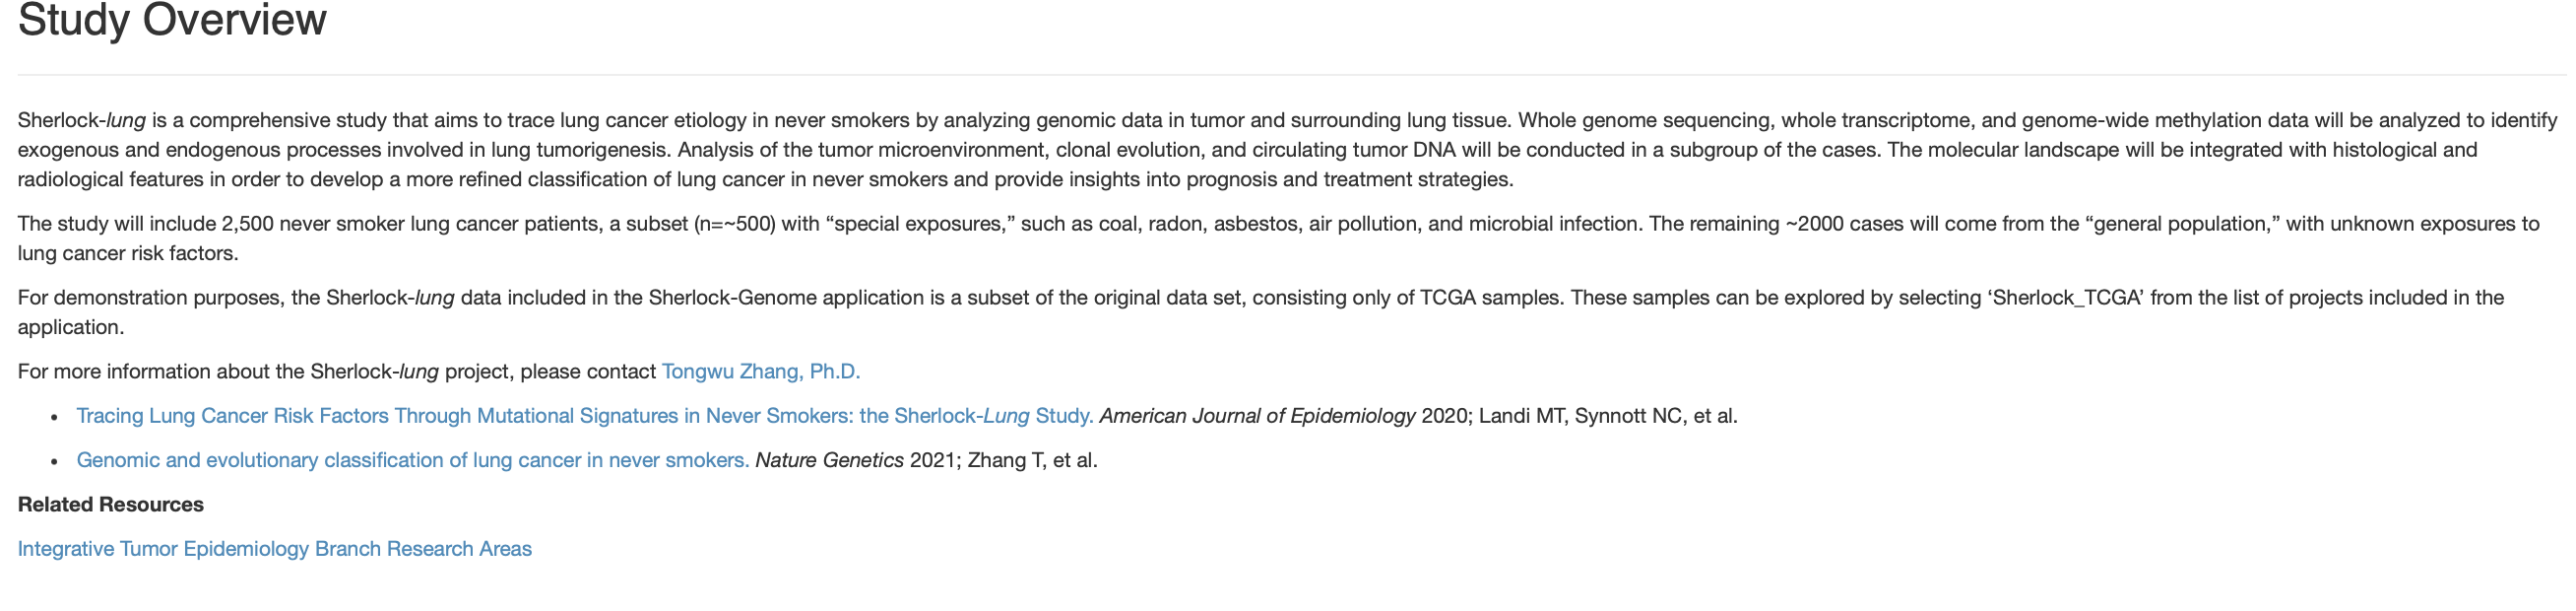 Study Overview
Sherlock-lung is a comprehensive study that aims to trace lung cancer etiology in never smokers by analyzing genomic data in tumor and surrounding lung tissue. Whole genome sequencing, whole transcriptome, and genome-wide methylation data will be analyzed to identify
exogenous and endogenous processes involved in lung tumorigenesis. Analysis of the tumor microenvironment, clonal evolution, and circulating tumor DNA will be conducted in a subgroup of the cases. The molecular landscape will be integrated with histological and
radiological features in order to develop a more refined classification of lung cancer in never smokers and provide insights into prognosis and treatment strategies.
The study will include 2,500 never smoker lung cancer patients, a subset (n=~500) with “special exposures,” such as coal, radon, asbestos, air pollution, and microbial infection. The remaining ~2000 cases will come from the “general population,” with unknown exposures to
lung cancer risk factors.
For demonstration purposes, the Sherlock-lung data included in the Sherlock-Genome application is a subset of the original data set, consisting only of TCGA samples. These samples can be explored by selecting ‘Sherlock_TCGA’ from the list of projects included in the
application.
For more information about the Sherlock-lung project, please contact Tongwu Zhang, Ph.D.
• Tracing Lung Cancer Risk Factors Through Mutational Signatures in Never Smokers: the Sherlock-Lung Study. American Journal of Epidemiology 2020; Landi MT, Synnott NC, et al.
• Genomic and evolutionary classification of lung cancer in never smokers. Nature Genetics 2021; Zhang T, et al.
Related Resources
Integrative Tumor Epidemiology Branch Research Areas